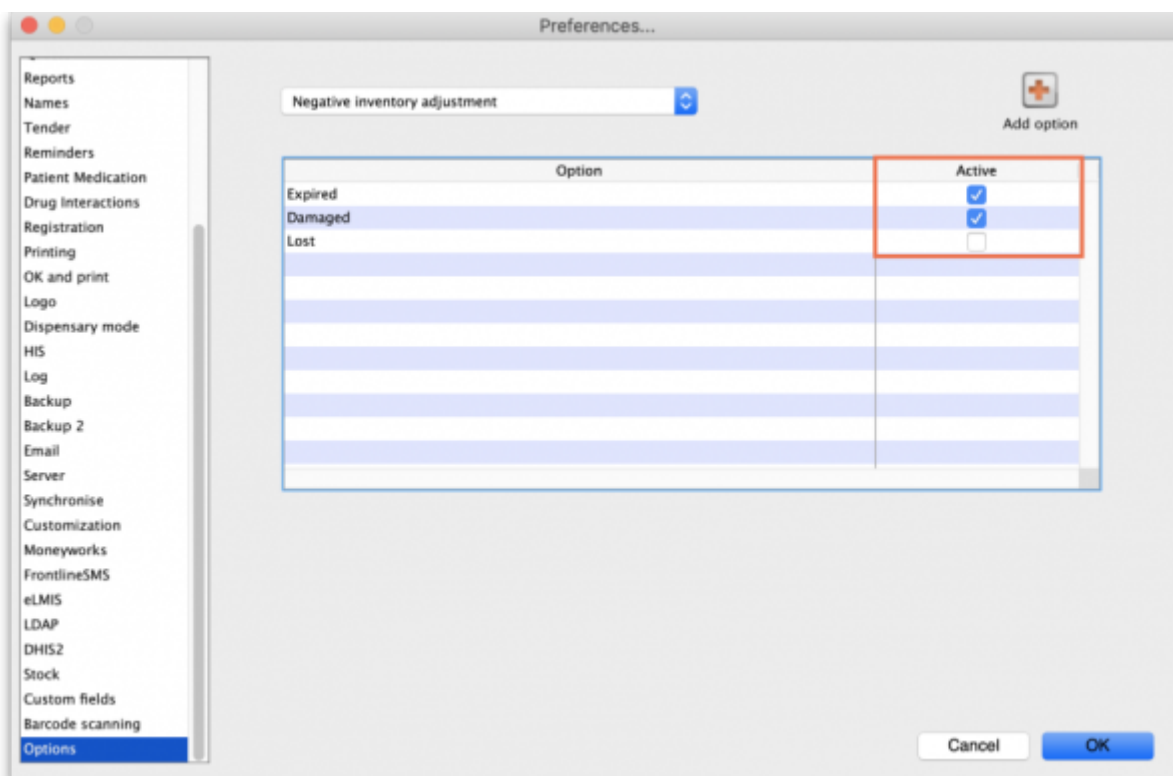 Preferences...
Reports
Names
Tender
Reminders
Patient Medication
Drug Interactions
Registration
Printing
OK and print
Logo
Dispensary mode
HIS
Log
Backup
Backup 2
Email
Server
Synchronise
Customization
Moneyworks
FrontlineSMS
eLMIS
LDAP
DHIS2
Stock
Custom fields
Barcode scanning
Options
Negative inventory adjustment
Add option
Option Active
Expired
Damaged
Lost
Cancel OK